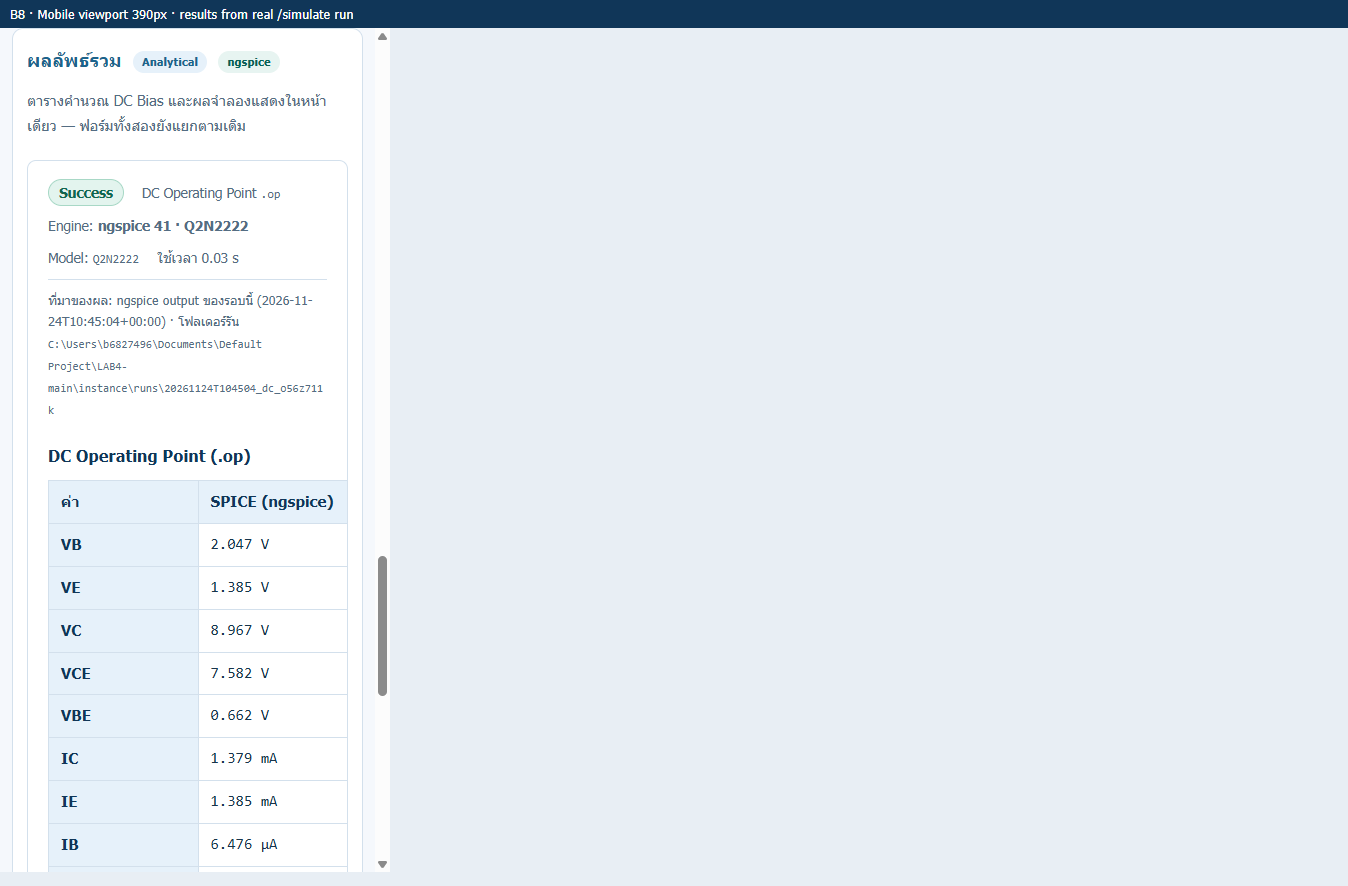 B8 · Mobile viewport 390px · results from real /simulate run
ผลลัพธ์รวม Analytical ngspice
ตารางคำนวณ DC Bias และผลจำลองแสดงในหน้า
เดียว — ฟอร์มทั้งสองยังแยกตามเดิม
Success DC Operating Point .op
Engine: ngspice 41 · Q2N2222
Model: Q2N2222 ใช้เวลา 0.03 s
ที่มาของผล: ngspice output ของรอบนี้ (2026-11-
24T10:45:04+00:00) · โฟลเดอร์รัน
C:\Users\b6827496\Documents\Default
Project\LAB4-
main\instance\runs\20261124T104504_dc_o56z711
k
DC Operating Point (.op)
ค่า SPICE (ngspice)
VB 2.047 V
VE 1.385 V
VC 8.967 V
VCE 7.582 V
VBE 0.662 V
IC 1.379 mA
IE 1.385 mA
IB 6.476 µA